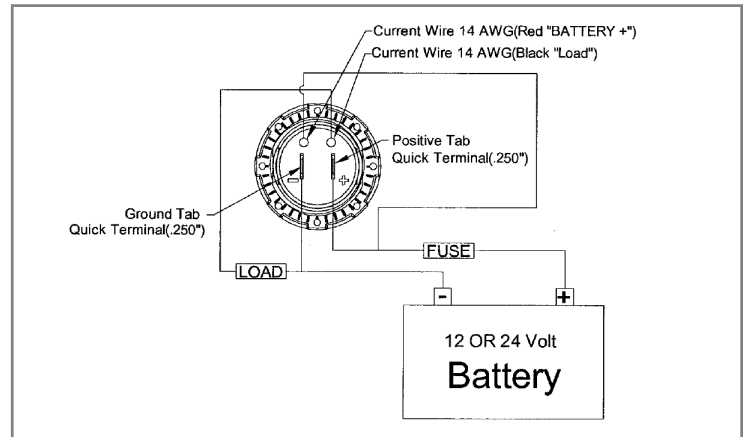 Current Wire 14 AWG(Red "BATTERY +")
Current Wire 14 AWG(Black "Load")
Positive Tab
Quick Terminal(.250")
- +
Ground Tab
Quick Terminal(.250")
FUSE
LOAD
- +
12 OR 24 Volt
Battery